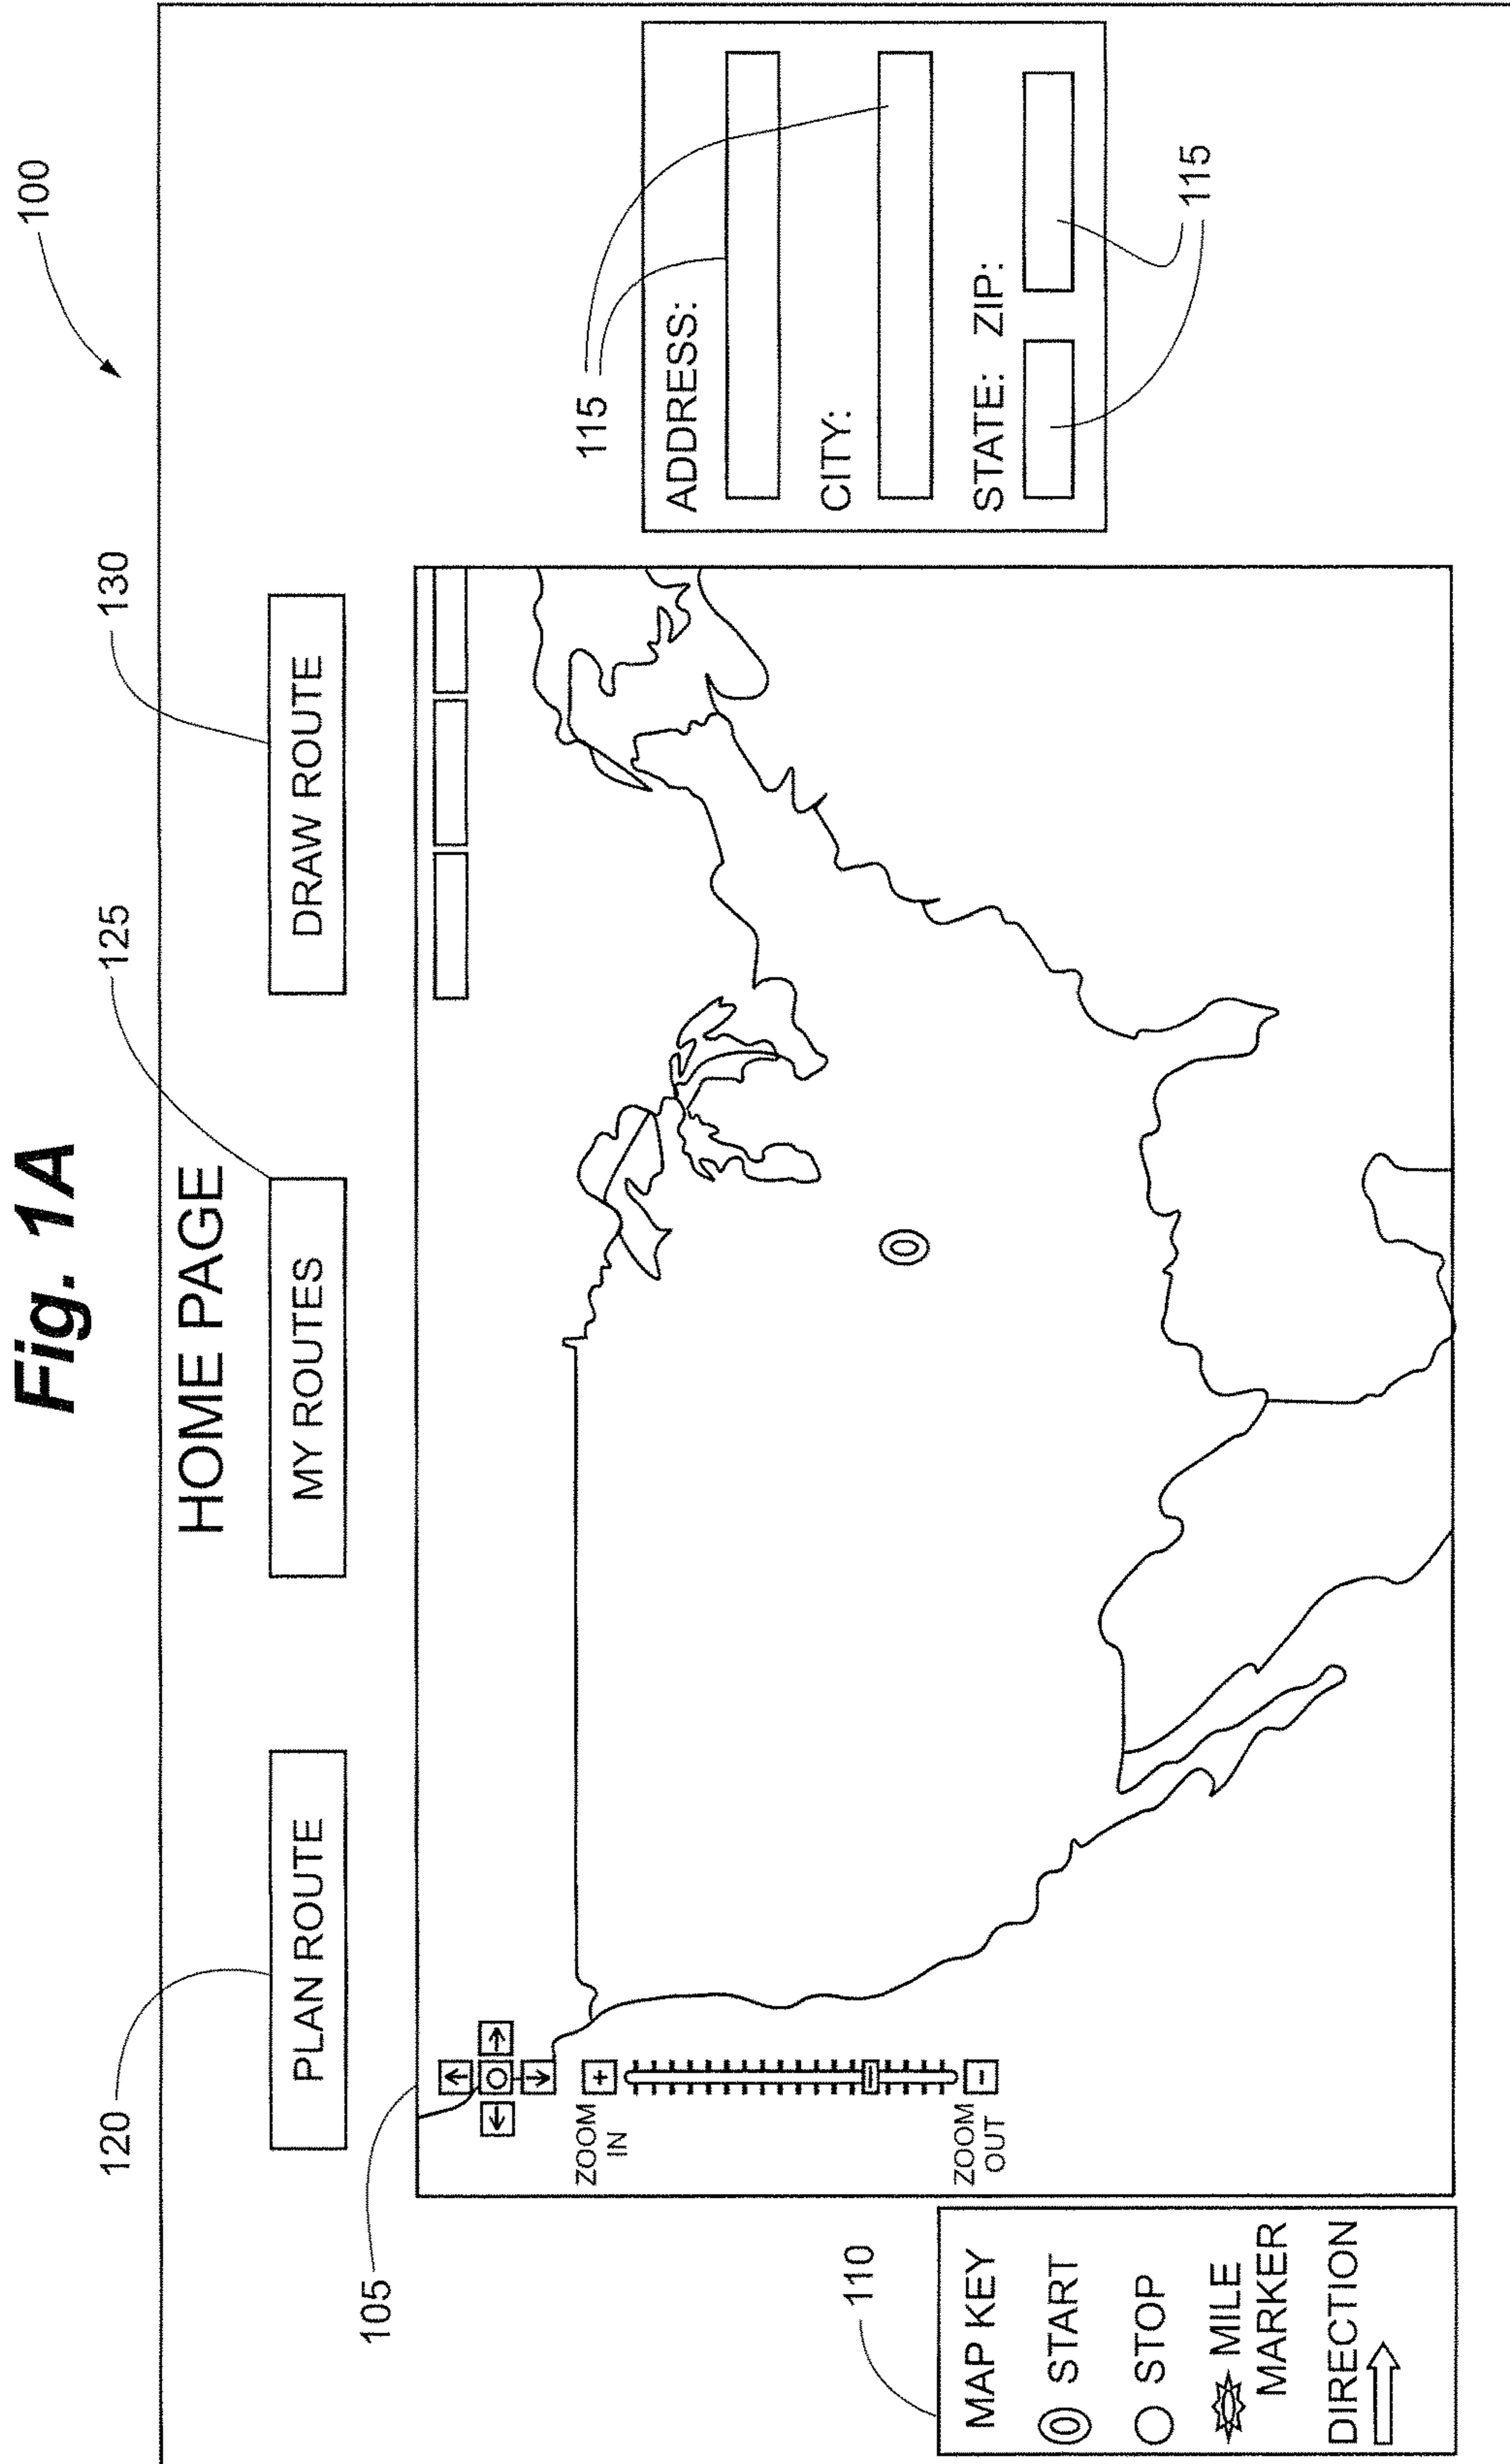 Fig. 1A
100
HOME PAGE
120
125
130
PLAN ROUTE
MY ROUTES
DRAW ROUTE
105
ZOOM
IN
+
ZOOM
OUT
-
110
MAP KEY
START
STOP
MILE
MARKER
DIRECTION
115
ADDRESS:
CITY:
STATE: ZIP:
115